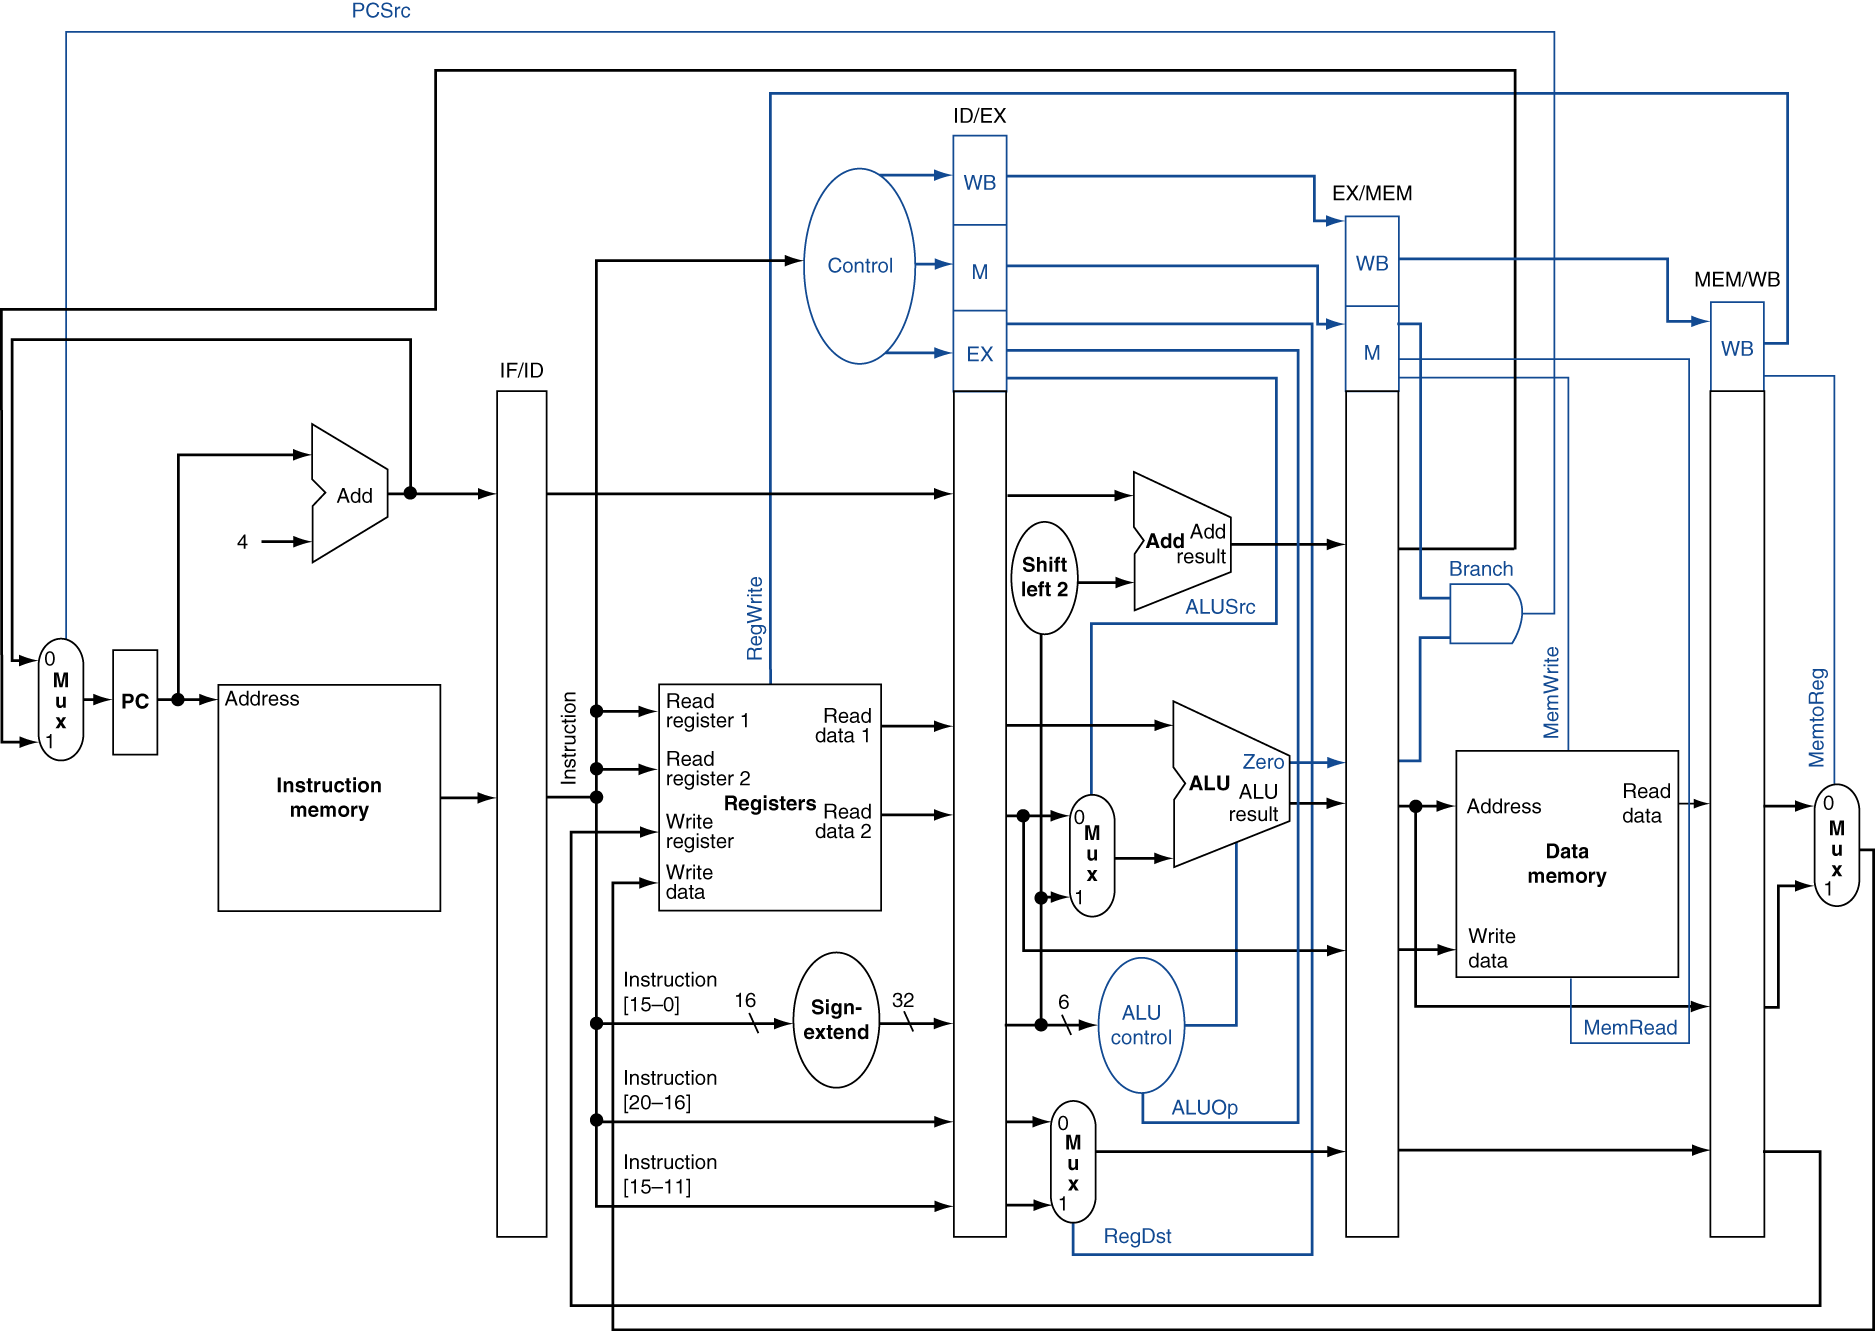 PCSrc
ID/EX
WB
EX/MEM
Control
M
WB
MEM/WB
EX
M
WB
IF/ID
Add
4
Add
Add
result
Shift
left 2
Branch
ALUSrc
RegWrite
MemWrite
MemtoReg
0
M
u
x
1
PC
Address
Instruction
memory
Instruction
Read
register 1
Read
data 1
Read
register 2
Registers
Write
register
Read
data 2
Write
data
Zero
ALU
ALU
result
0
M
u
x
1
Address
Read
data
Data
memory
Write
data
0
M
u
x
1
Instruction
[15–0]
16
Sign-
extend
32
6
ALU
control
MemRead
Instruction
[20–16]
ALUOp
0
M
u
x
1
Instruction
[15–11]
RegDst